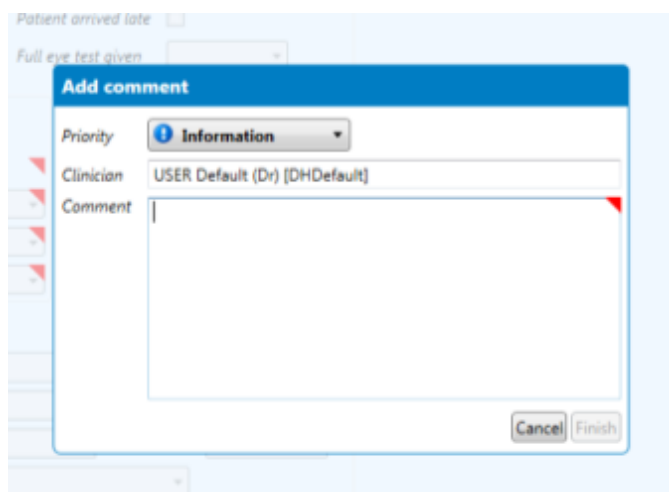 Patient arrived late
Full eye test given
Add comment
Priority Information
Clinician USER Default (Dr) [DHDefault]
Comment
Cancel Finish